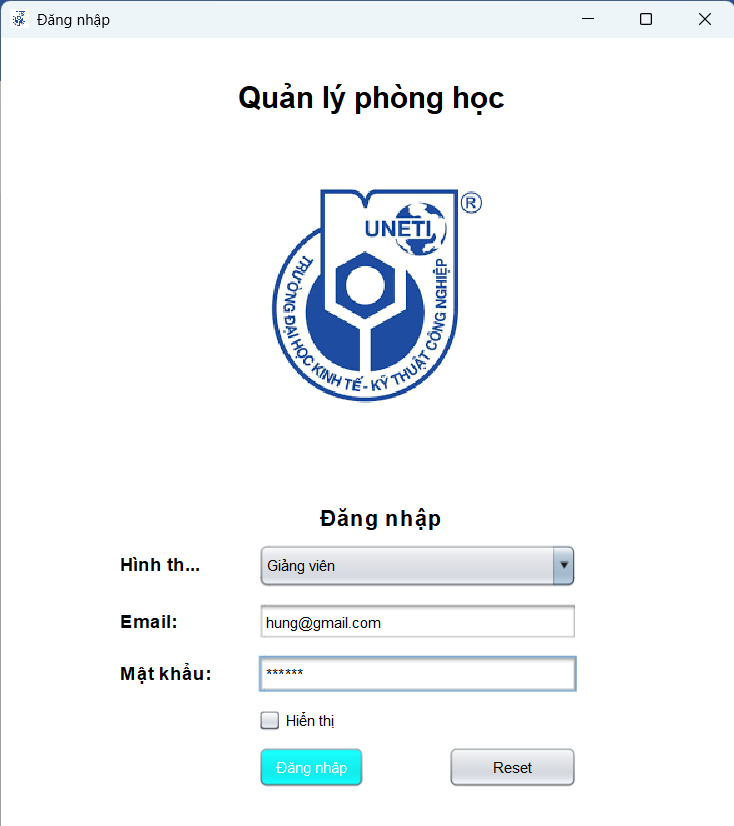 Đăng nhập
Quản lý phòng học
®
UNETI
TRƯỜNG ĐẠI HỌC KINH TẾ - KỸ THUẬT CÔNG NGHIỆP
Đăng nhập
Hình th... Giảng viên
Email: hung@gmail.com
Mật khẩu: ******
Hiển thị
Đăng nhập Reset